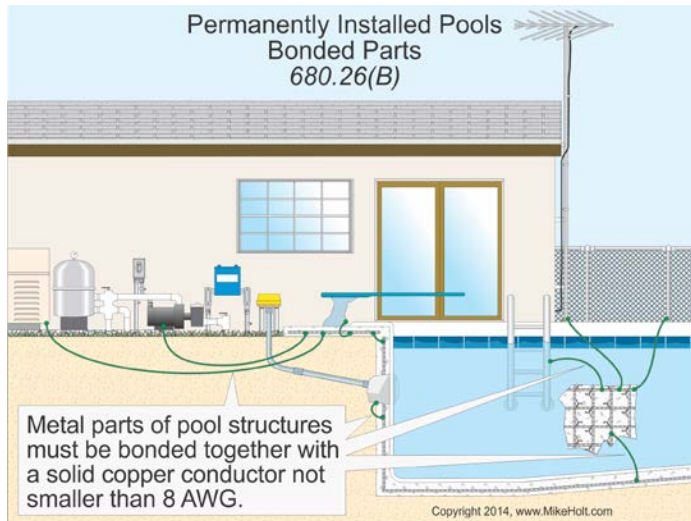 Permanently Installed Pools
Bonded Parts
680.26(B)
Metal parts of pool structures
must be bonded together with
a solid copper conductor not
smaller than 8 AWG.
Copyright 2014, www.MikeHolt.com